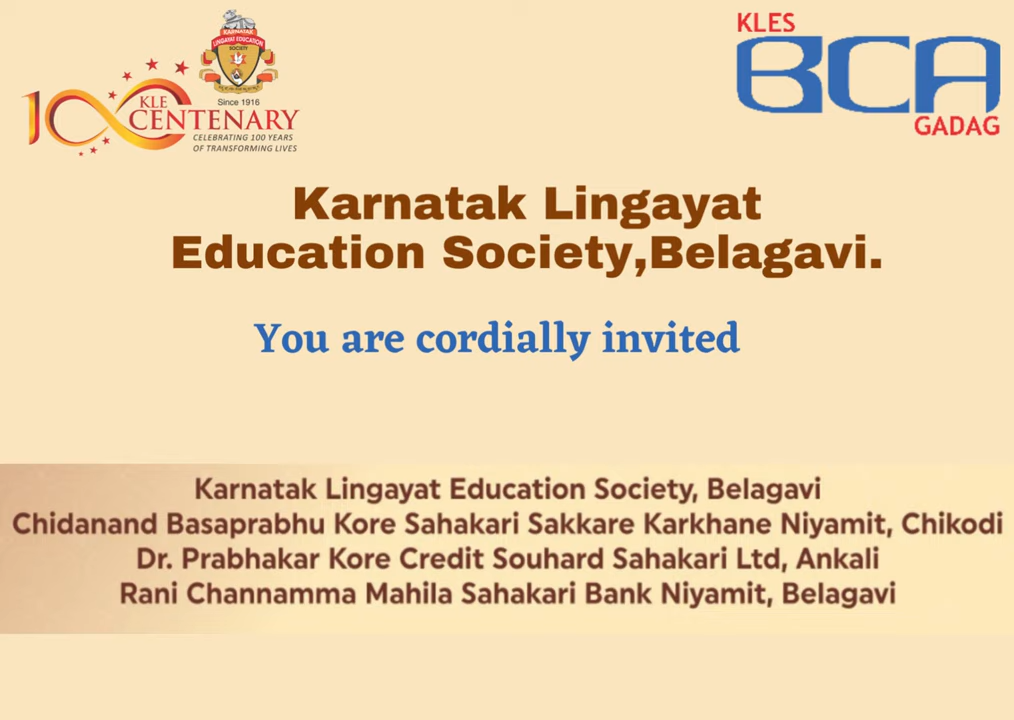 KARNATAK
LINGAYAT EDUCATION
SOCIETY
Since 1916
100
KLE
CENTENARY
CELEBRATING 100 YEARS
OF TRANSFORMING LIVES
KLES
BCA
GADAG
Karnatak Lingayat
Education Society,Belagavi.
You are cordially invited
Karnatak Lingayat Education Society, Belagavi
Chidanand Basaprabhu Kore Sahakari Sakkare Karkhane Niyamit, Chikodi
Dr. Prabhakar Kore Credit Souhard Sahakari Ltd, Ankali
Rani Channamma Mahila Sahakari Bank Niyamit, Belagavi